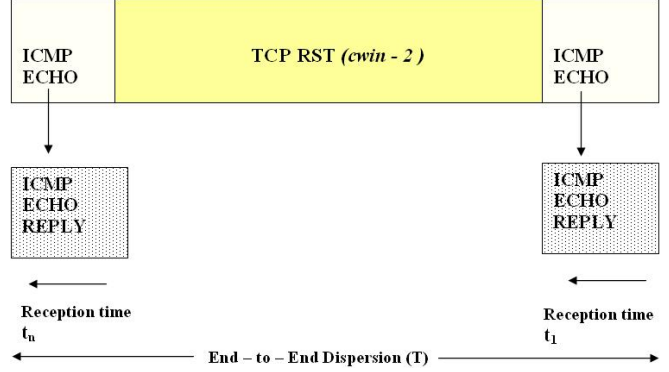 ICMP
ECHO
TCP RST (cwin - 2 )
ICMP
ECHO
ICMP
ECHO
REPLY
ICMP
ECHO
REPLY
Reception time
tn
Reception time
t1
End – to – End Dispersion (T)